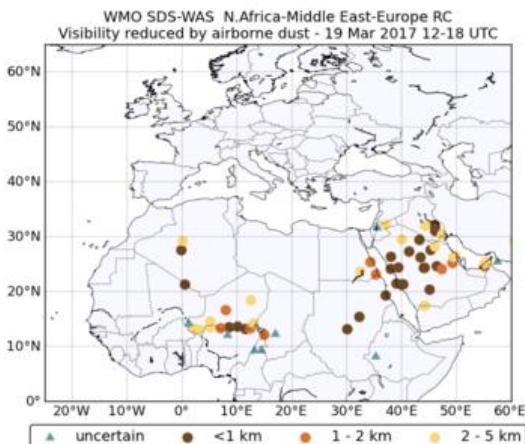 WMO SDS-WAS N.Africa-Middle East-Europe RC
Visibility reduced by airborne dust - 19 Mar 2017 12-18 UTC
60°N
50°N
40°N
30°N
20°N
10°N
0°
20°W 10°W 0° 10°E 20°E 30°E 40°E 50°E 60°E
uncertain <1 km 1 - 2 km 2 - 5 km